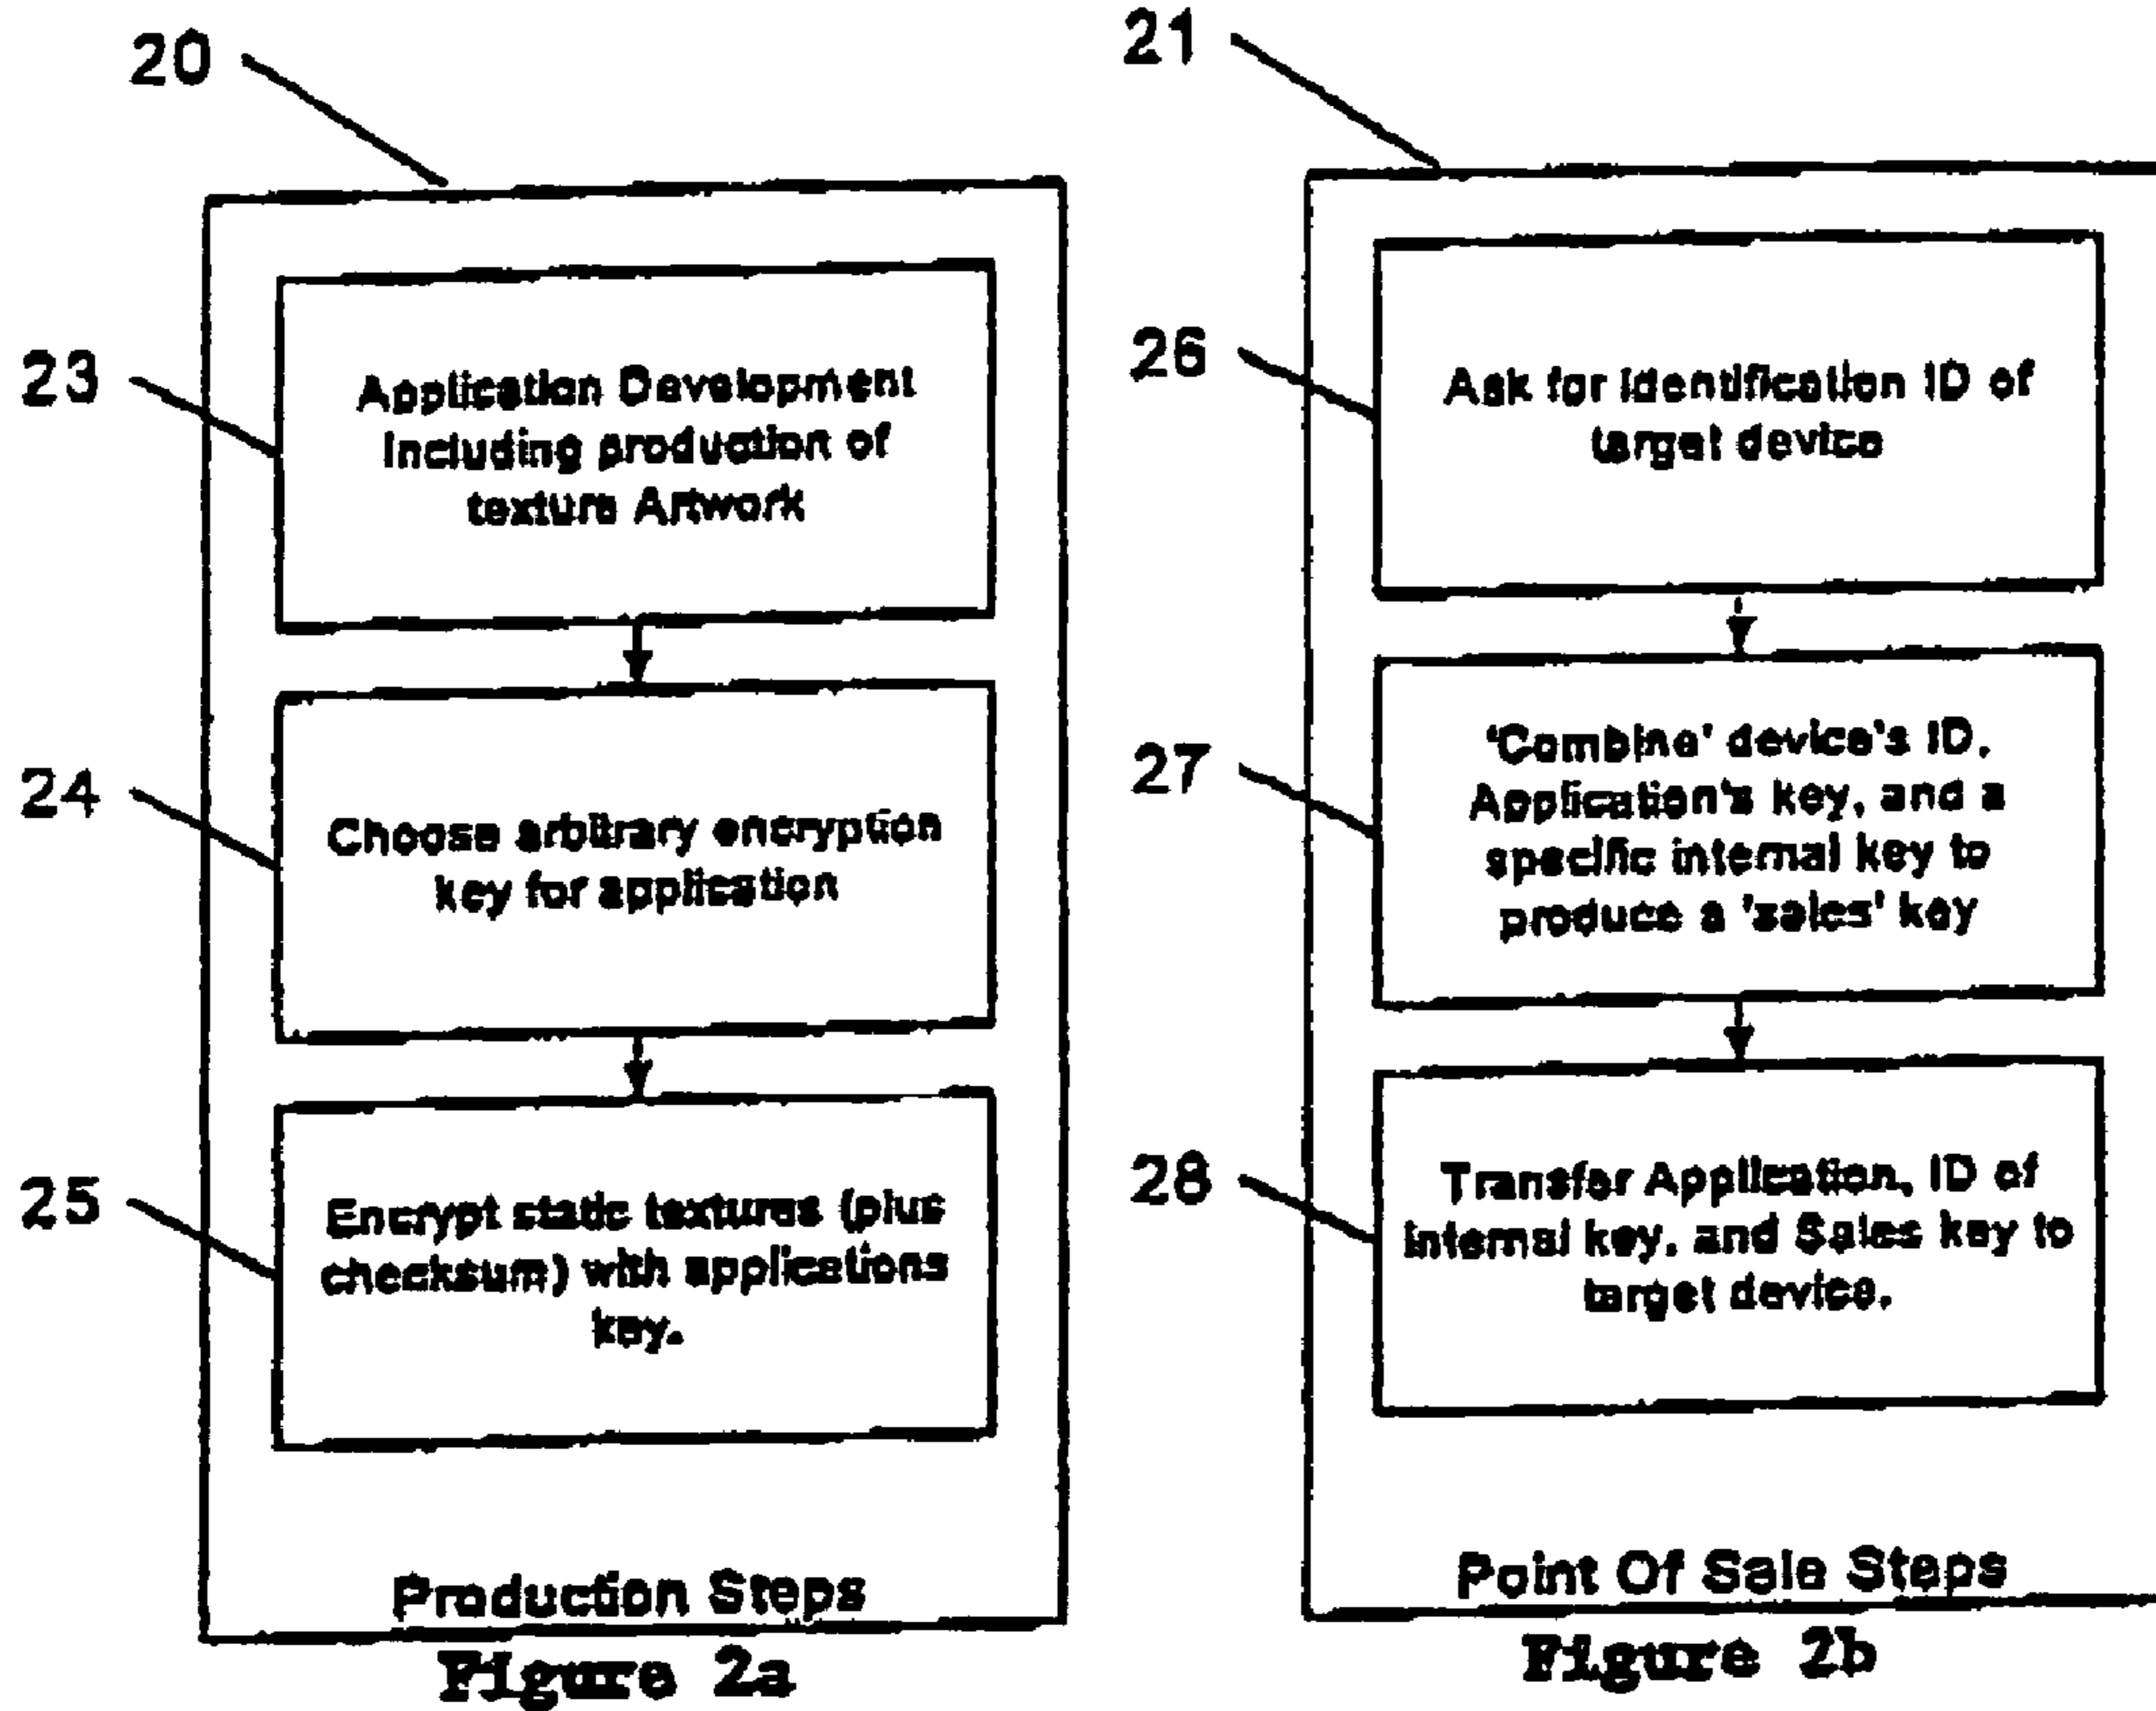 20
23
Application Development
Including production of
texture Artwork
24
Choose arbitrary encryption
key for application
25
Encrypt static textures (plus
checksum) with applications
key.
Production Steps
Figure 2a
21
26
Ask for identification ID of
target device
27
'Combine' device's ID,
Application's key, and a
specific internal key to
produce a 'sales' key
28
Transfer Application, ID of
internal key, and Sales key to
target device.
Point Of Sale Steps
Figure 2b